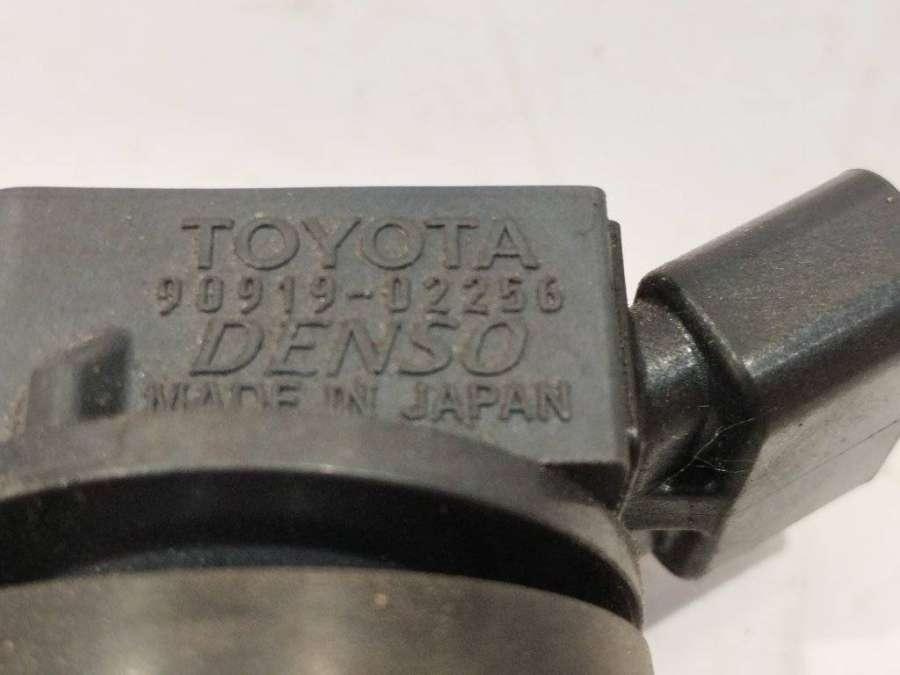 TOYOTA
90919-02256
DENSO
MADE IN JAPAN